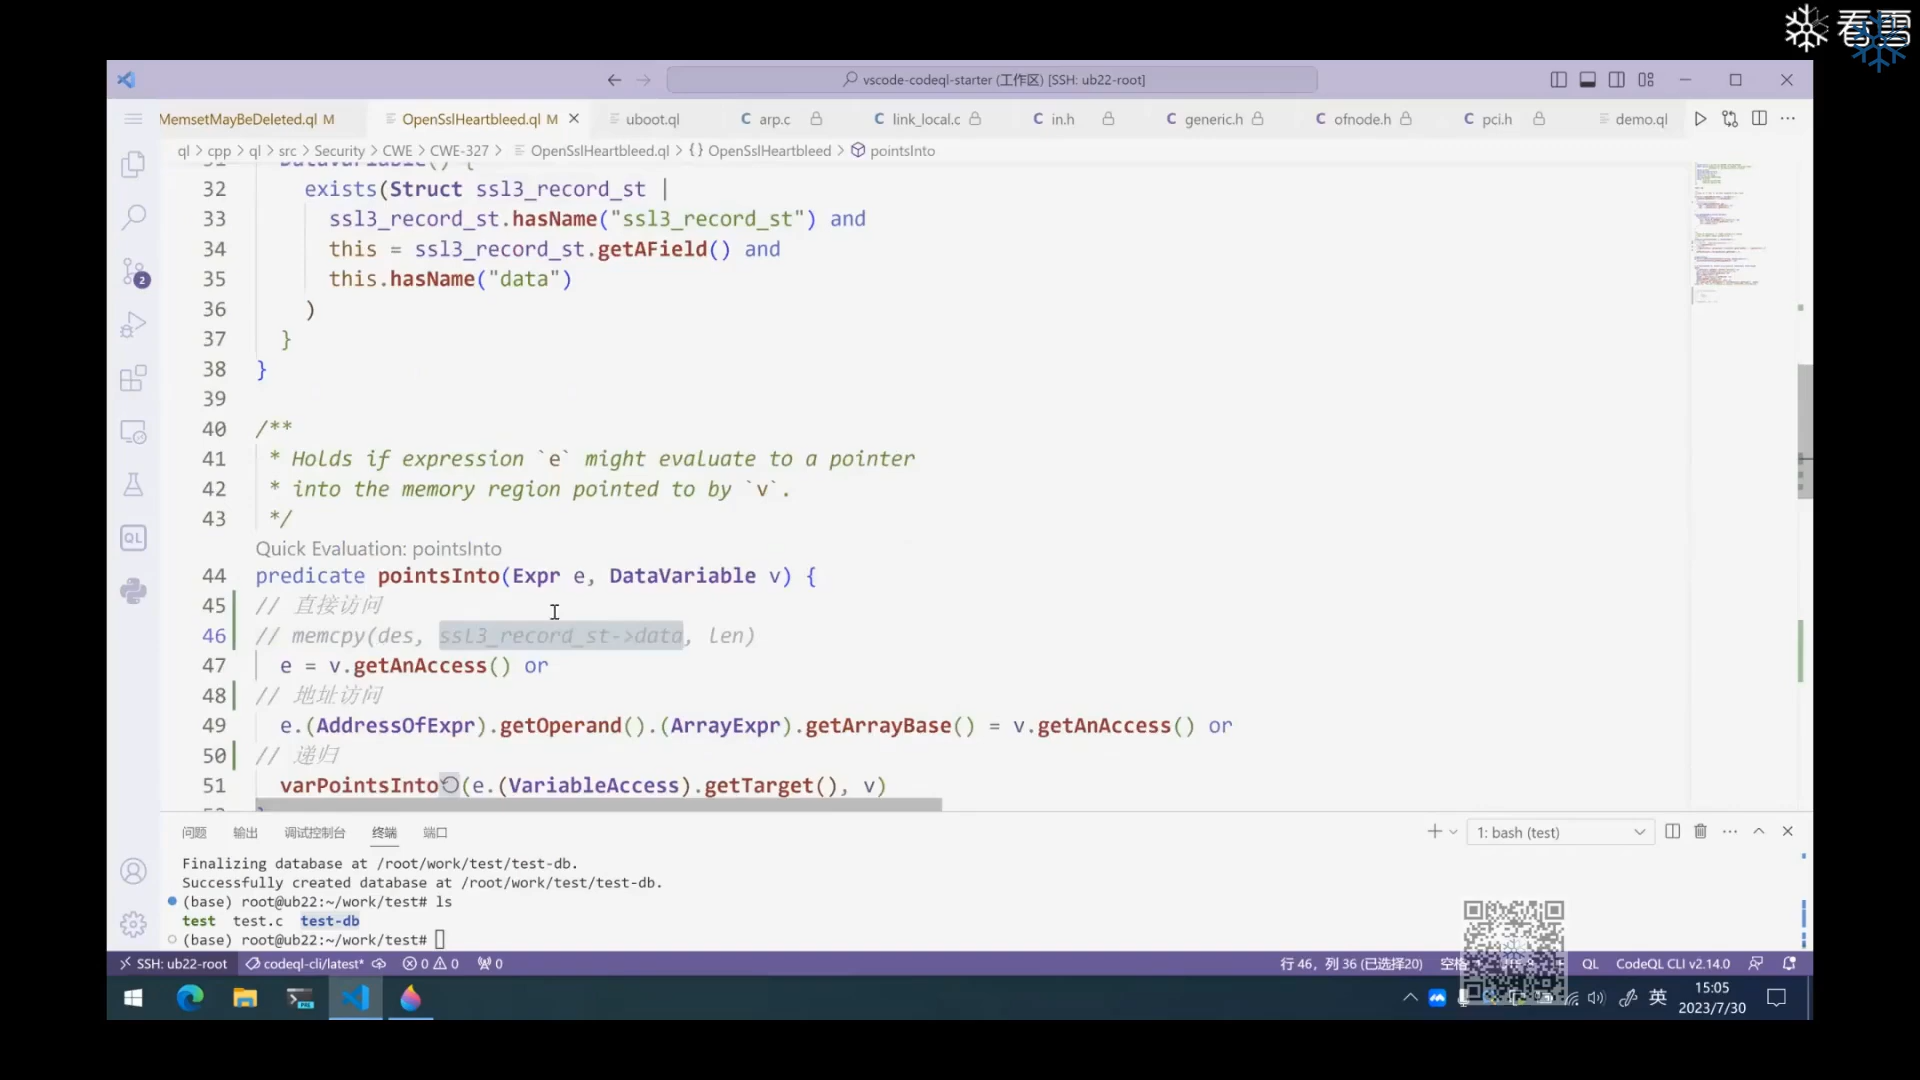 看雪
vscode-codeql-starter (工作区) [SSH: ub22-root]
MemsetMayBeDeleted.ql M
OpenSslHeartbleed.ql M
uboot.ql
C arp.c
C link_local.c
C in.h
C generic.h
C ofnode.h
C pci.h
demo.ql
ql > cpp > ql > src > Security > CWE > CWE-327 > OpenSslHeartbleed.ql > {} OpenSslHeartbleed > pointsInto
31 DataVariable() {
32 exists(Struct ssl3_record_st |
33 ssl3_record_st.hasName("ssl3_record_st") and
34 this = ssl3_record_st.getAField() and
35 this.hasName("data")
36 )
37 }
38 }
39
40 /**
41 * Holds if expression `e` might evaluate to a pointer
42 * into the memory region pointed to by `v`.
43 */
Quick Evaluation: pointsInto
44 predicate pointsInto(Expr e, DataVariable v) {
45 // 直接访问
46 // memcpy(des, ssl3_record_st->data, len)
47 e = v.getAnAccess() or
48 // 地址访问
49 e.(AddressOfExpr).getOperand().(ArrayExpr).getArrayBase() = v.getAnAccess() or
50 // 递归
51 varPointsInto(e.(VariableAccess).getTarget(), v)
2
QL
问题 输出 调试控制台 终端 端口
1: bash (test)
Finalizing database at /root/work/test/test-db.
Successfully created database at /root/work/test/test-db.
(base) root@ub22:~/work/test# ls
test test.c test-db
(base) root@ub22:~/work/test#
SSH: ub22-root codeql-cli/latest* 0 0 0
行 46，列 36 (已选择20) 空格 QL CodeQL CLI v2.14.0
英
15:05
2023/7/30